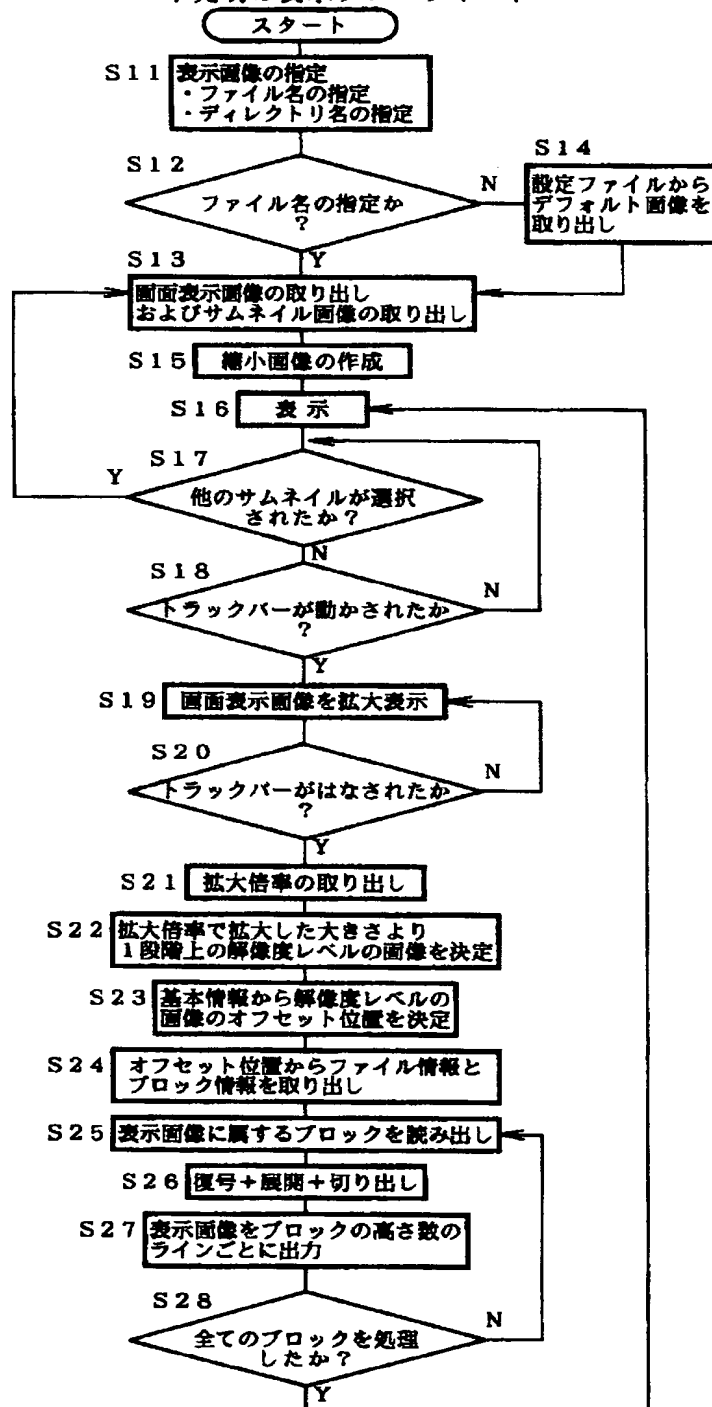 スタート
S11
表示画像の指定
・ファイル名の指定
・ディレクトリ名の指定
S12
ファイル名の指定か
?
N
Y
S14
設定ファイルから
デフォルト画像を
取り出し
S13
画面表示画像の取り出し
およびサムネイル画像の取り出し
S15
縮小画像の作成
S16
表示
S17
他のサムネイルが選択
されたか?
Y
N
S18
トラックバーが動かされたか
?
N
Y
S19
画面表示画像を拡大表示
S20
トラックバーがはなされたか
?
N
Y
S21
拡大倍率の取り出し
S22
拡大倍率で拡大した大きさより
1段階上の解像度レベルの画像を決定
S23
基本情報から解像度レベルの
画像のオフセット位置を決定
S24
オフセット位置からファイル情報と
ブロック情報を取り出し
S25
表示画像に属するブロックを読み出し
S26
復号+展開+切り出し
S27
表示画像をブロックの高さ数の
ラインごとに出力
S28
全てのブロックを処理
したか?
N
Y